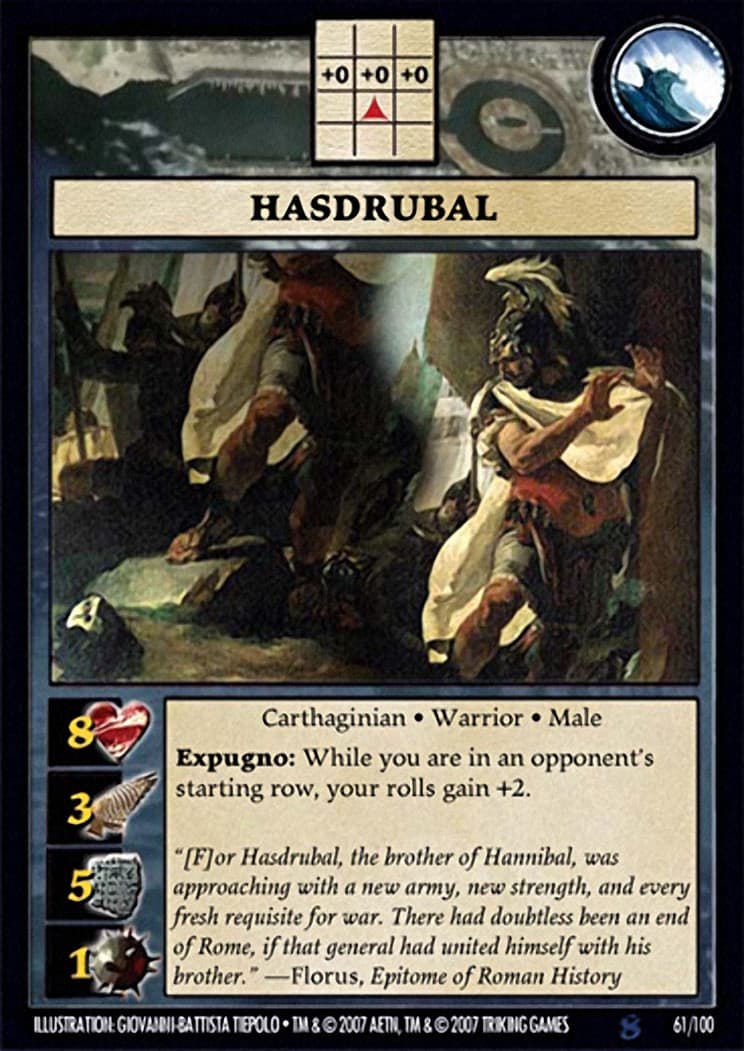 +0 +0 +0
HASDRUBAL
8
3
5
1
Carthaginian • Warrior • Male
Expugno: While you are in an opponent's
starting row, your rolls gain +2.
"[F]or Hasdrubal, the brother of Hannibal, was
approaching with a new army, new strength, and every
fresh requisite for war. There had doubtless been an end
of Rome, if that general had united himself with his
brother." —Florus, Epitome of Roman History
ILLUSTRATION: GIOVANNI-BATTISTA TIEPOLO • TM & © 2007 AETN, TM & © 2007 TRIKING GAMES 61/100